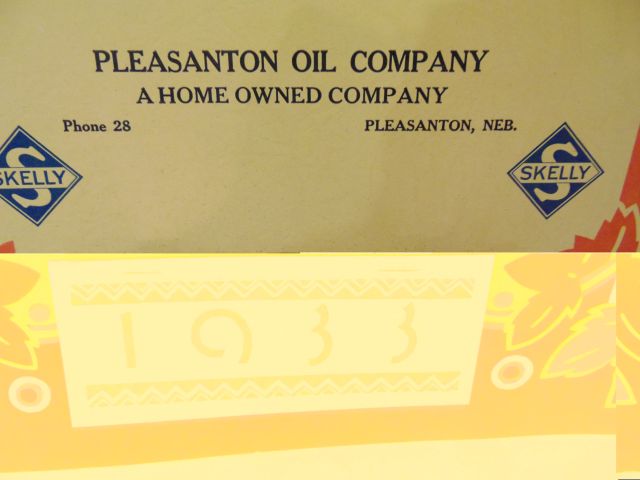 PLEASANTON OIL COMPANY
A HOME OWNED COMPANY
Phone 28 PLEASANTON, NEB.
SKELLY
S
SKELLY
S
1933